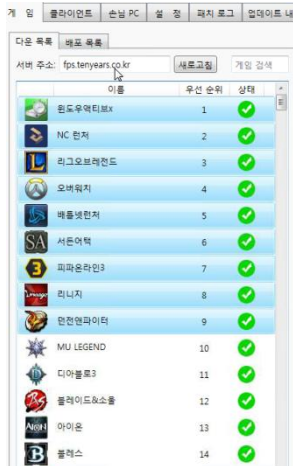 게 임 클라이언트 손님 PC 설 정 패치 로그 업데이트 내
다운 목록 배포 목록
서버 주소: fps.tenyears.co.kr 새로고침 게임 검색
이름 우선 순위 상태
윈도우액티브x 1
NC 런처 2
리그오브레전드 3
오버워치 4
배틀넷런처 5
SA 서든어택 6
3 피파온라인3 7
Lineage 리니지 8
던전앤파이터 9
MU LEGEND 10
디아블로3 11
BS 블레이드&소울 12
AION 아이온 13
B 블레스 14